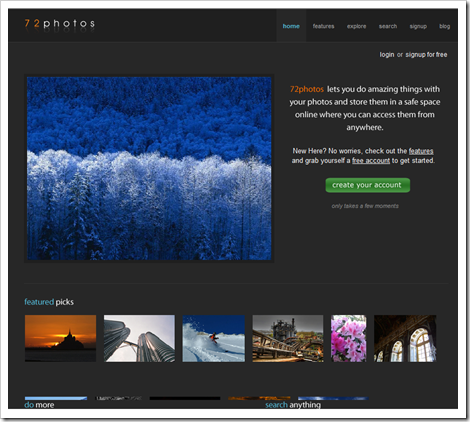 72photos
home features explore search signup blog
login or signup for free
72photos lets you do amazing things with
your photos and store them in a safe space
online where you can access them from
anywhere.
New Here? No worries, check out the features
and grab yourself a free account to get started.
create your account
only takes a few moments
featured picks
do more
search anything